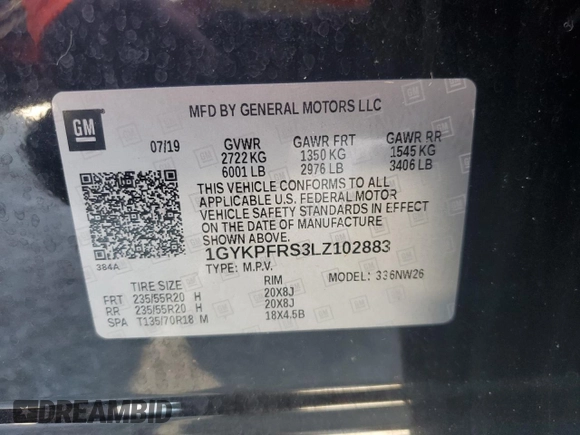 MFD BY GENERAL MOTORS LLC
GM
07/19 GVWR GAWR FRT GAWR RR
2722 KG 1350 KG 1545 KG
6001 LB 2976 LB 3406 LB
THIS VEHICLE CONFORMS TO ALL
APPLICABLE U.S. FEDERAL MOTOR
VEHICLE SAFETY STANDARDS IN EFFECT
ON THE DATE OF MANUFACTURE
SHOWN ABOVE.
1GYKPFRS3LZ102883
384A
TYPE: M.P.V. MODEL: 336NW26
TIRE SIZE RIM
FRT 235/55R20 H 20X8J
RR 235/55R20 H 20X8J
SPA T135/70R18 M 18X4.5B
DREAMBID